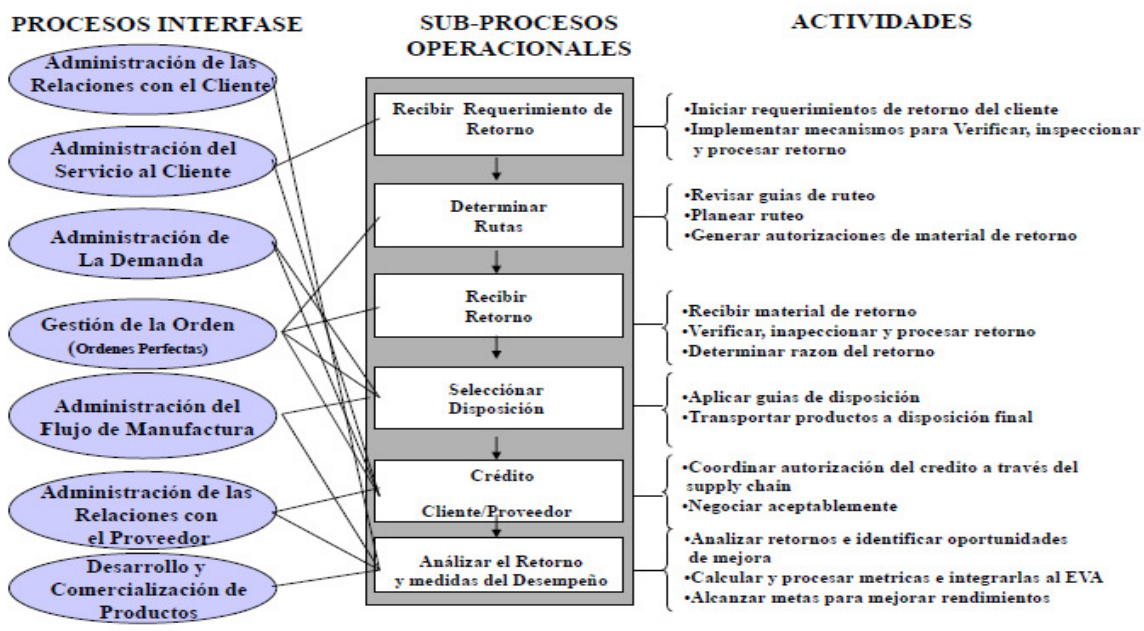 PROCESOS INTERFASE
Administración de las
Relaciones con el Cliente
Administración del
Servicio al Cliente
Administración de
La Demanda
Gestión de la Orden
(Ordenes Perfectas)
Administración del
Flujo de Manufactura
Administración de las
Relaciones con
el Proveedor
Desarrollo y
Comercialización de
Productos
SUB-PROCESOS
OPERACIONALES
Recibir Requerimiento de
Retorno
Determinar
Rutas
Recibir
Retorno
Selecciónar
Disposición
Crédito
Cliente/Proveedor
Análizar el Retorno
y medidas del Desempeño
ACTIVIDADES
•Iniciar requerimientos de retorno del cliente
•Implementar mecanismos para Verificar, inspeccionar
y procesar retorno
•Revisar guias de ruteo
•Planear ruteo
•Generar autorizaciones de material de retorno
•Recibir material de retorno
•Verificar, inapeccionar y procesar retorno
•Determinar razon del retorno
•Aplicar guias de disposición
•Transportar productos a disposición final
•Coordinar autorización del credito a través del
supply chain
•Negociar aceptablemente
•Analizar retornos e identificar oportunidades
de mejora
•Calcular y procesar metricas e integrarlas al EVA
•Alcanzar metas para mejorar rendimientos